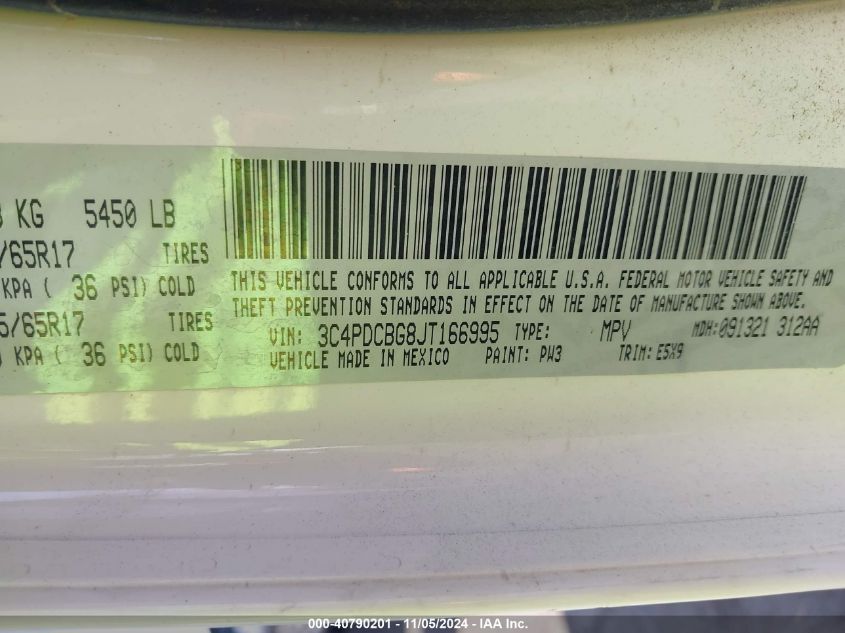 KG 5450 LB
/65R17 TIRES
KPA ( 36 PSI) COLD
5/65R17 TIRES
KPA ( 36 PSI) COLD
THIS VEHICLE CONFORMS TO ALL APPLICABLE U.S.A. FEDERAL MOTOR VEHICLE SAFETY AND
THEFT PREVENTION STANDARDS IN EFFECT ON THE DATE OF MANUFACTURE SHOWN ABOVE.
VIN: 3C4PDCBG8JT166995 TYPE: MPV MDH: 091321 312AA
VEHICLE MADE IN MEXICO PAINT: PW3 TRIM: E5X9
000-40790201 - 11/05/2024 - IAA Inc.